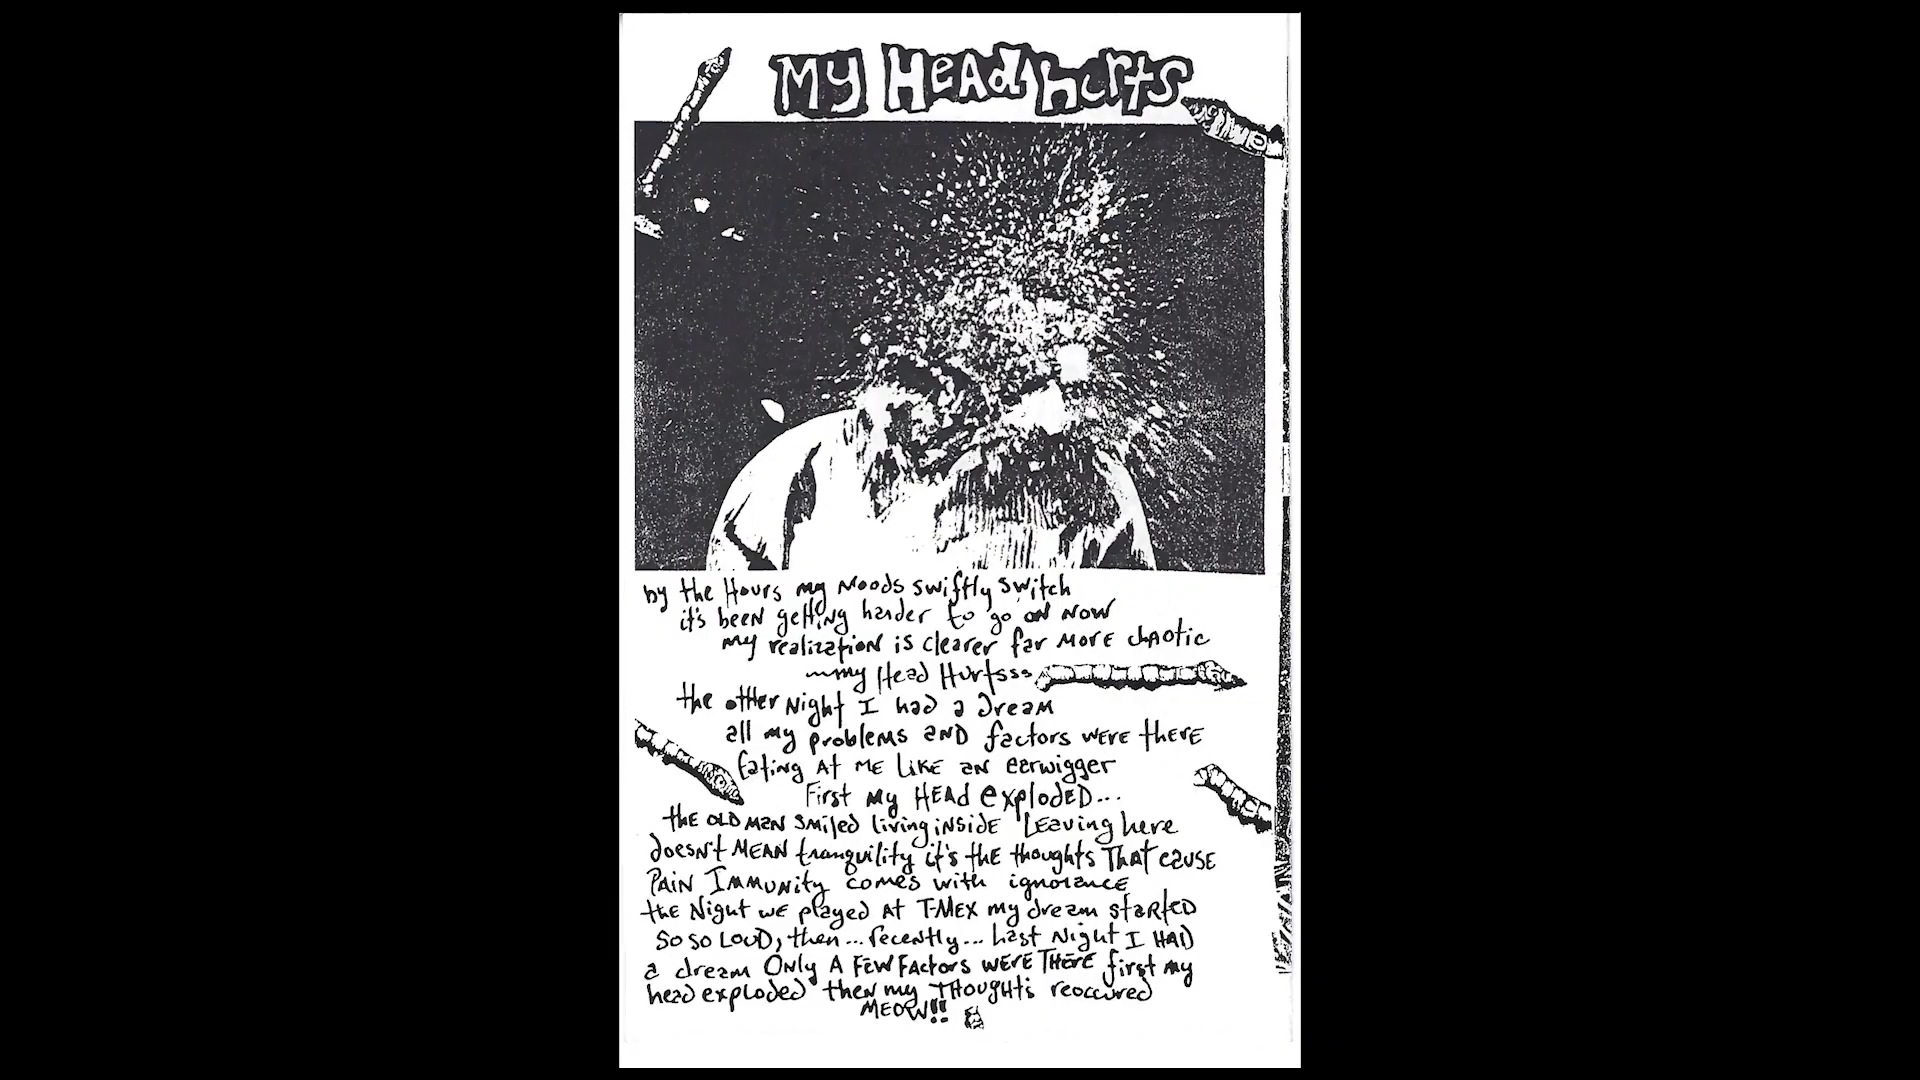 My HeAd hurts
by the Hours my Moods swiftly switch
it's been getting harder to go on now
my realization is clearer far more chaotic
my Head Hurtsss
the other Night I had a dream
all my problems and factors were there
Eating At me like an earwigger
First my HEAd exploded...
the old man smiled living inside Leaving here
doesn't MEAN tranquility it's the thoughts That cause
PAiN Immunity comes with ignorance
the Night we played At T-Mex my dream started
so so LOUD, then... recently... Last Night I HAD
a dream Only A Few Factors were There first my
head exploded then my THOUGHTs reoccured
MEOW!!